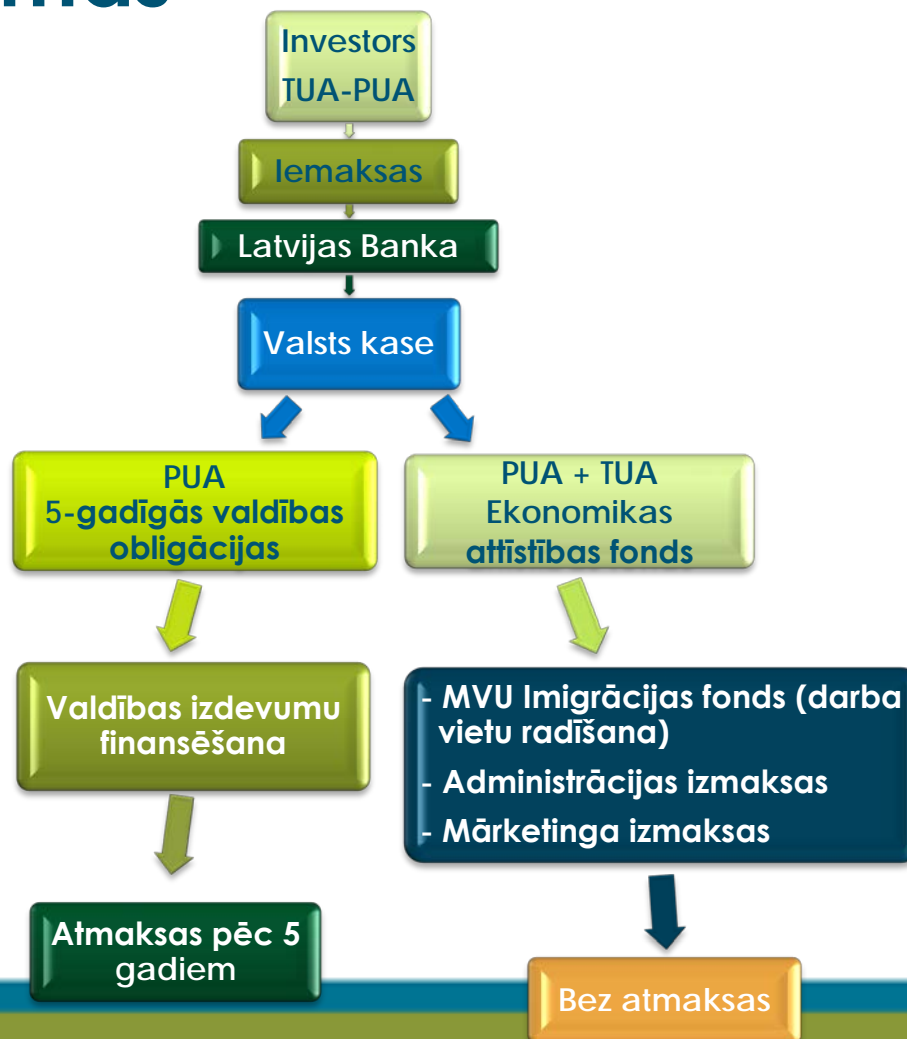 Investors
TUA-PUA
Iemaksas
Latvijas Banka
Valsts kase
PUA
5-gadīgās valdības
obligācijas
PUA + TUA
Ekonomikas
attīstības fonds
Valdības izdevumu
finansēšana
- MVU Imigrācijas fonds (darba
vietu radīšana)
- Administrācijas izmaksas
- Mārketinga izmaksas
Atmaksas pēc 5
gadiem
Bez atmaksas